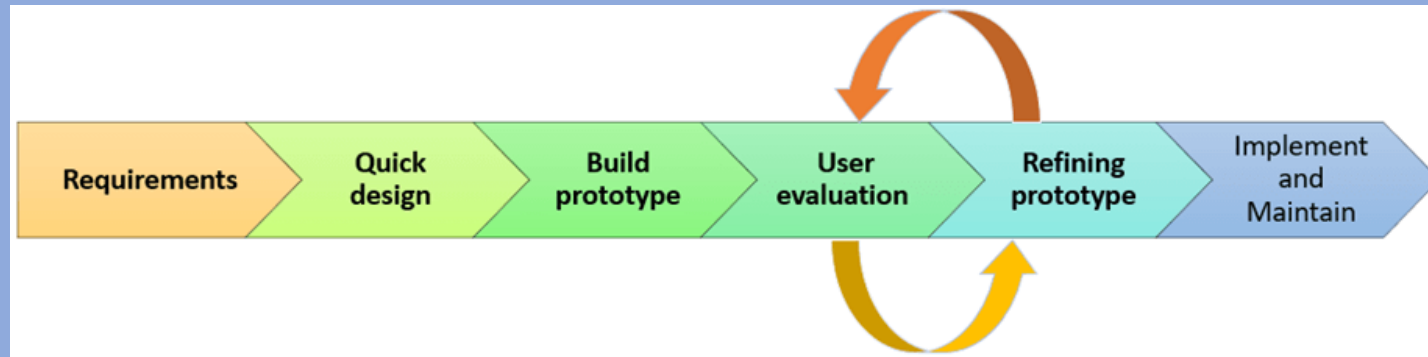 Requirements
Quick
design
Build
prototype
User
evaluation
Refining
prototype
Implement
and
Maintain